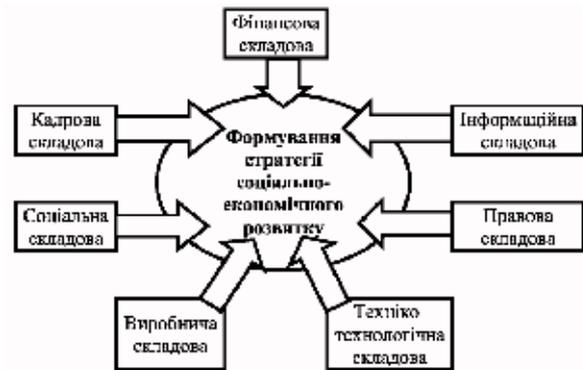 Фінансова
складова
Кадрова
складова
Інформаційна
складова
Формування
стратегії
соціально-
економічного
розвитку
Соціальна
складова
Правова
складова
Виробнича
складова
Техніко
технологічна
складова